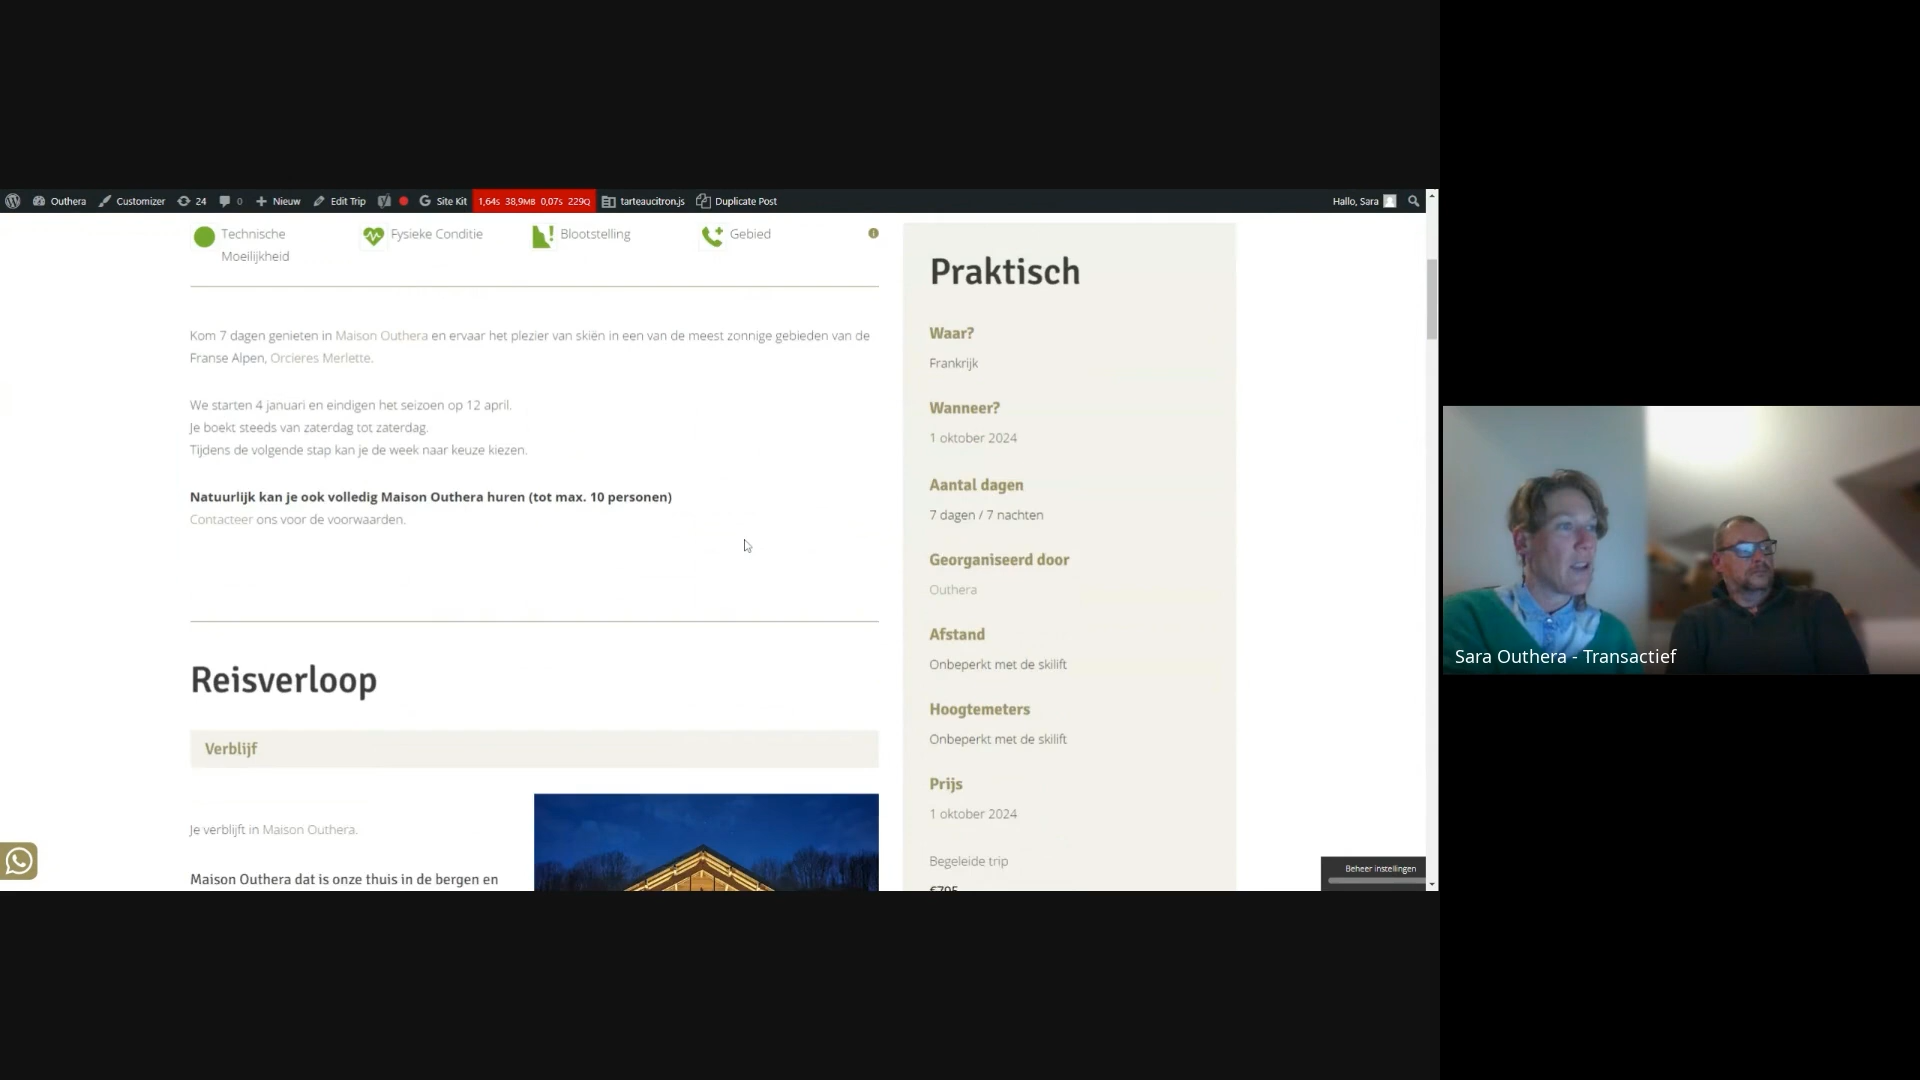 Outhera Customizer 24 0 Nieuw Edit Trip Site Kit 1,64s 38,9MB 0,07s 229Q tarteaucitron.js Duplicate Post Hallo, Sara
Technische
Moeilijkheid
Fysieke Conditie
Blootstelling
Gebied
Kom 7 dagen genieten in Maison Outhera en ervaar het plezier van skiën in een van de meest zonnige gebieden van de
Franse Alpen, Orcieres Merlette.
We starten 4 januari en eindigen het seizoen op 12 april.
Je boekt steeds van zaterdag tot zaterdag.
Tijdens de volgende stap kan je de week naar keuze kiezen.
Natuurlijk kan je ook volledig Maison Outhera huren (tot max. 10 personen)
Contacteer ons voor de voorwaarden.
Reisverloop
Verblijf
Je verblijft in Maison Outhera.
Maison Outhera dat is onze thuis in de bergen en
Praktisch
Waar?
Frankrijk
Wanneer?
1 oktober 2024
Aantal dagen
7 dagen / 7 nachten
Georganiseerd door
Outhera
Afstand
Onbeperkt met de skilift
Hoogtemeters
Onbeperkt met de skilift
Prijs
1 oktober 2024
Begeleide trip
€795
Beheer instellingen
Sara Outhera - Transactief